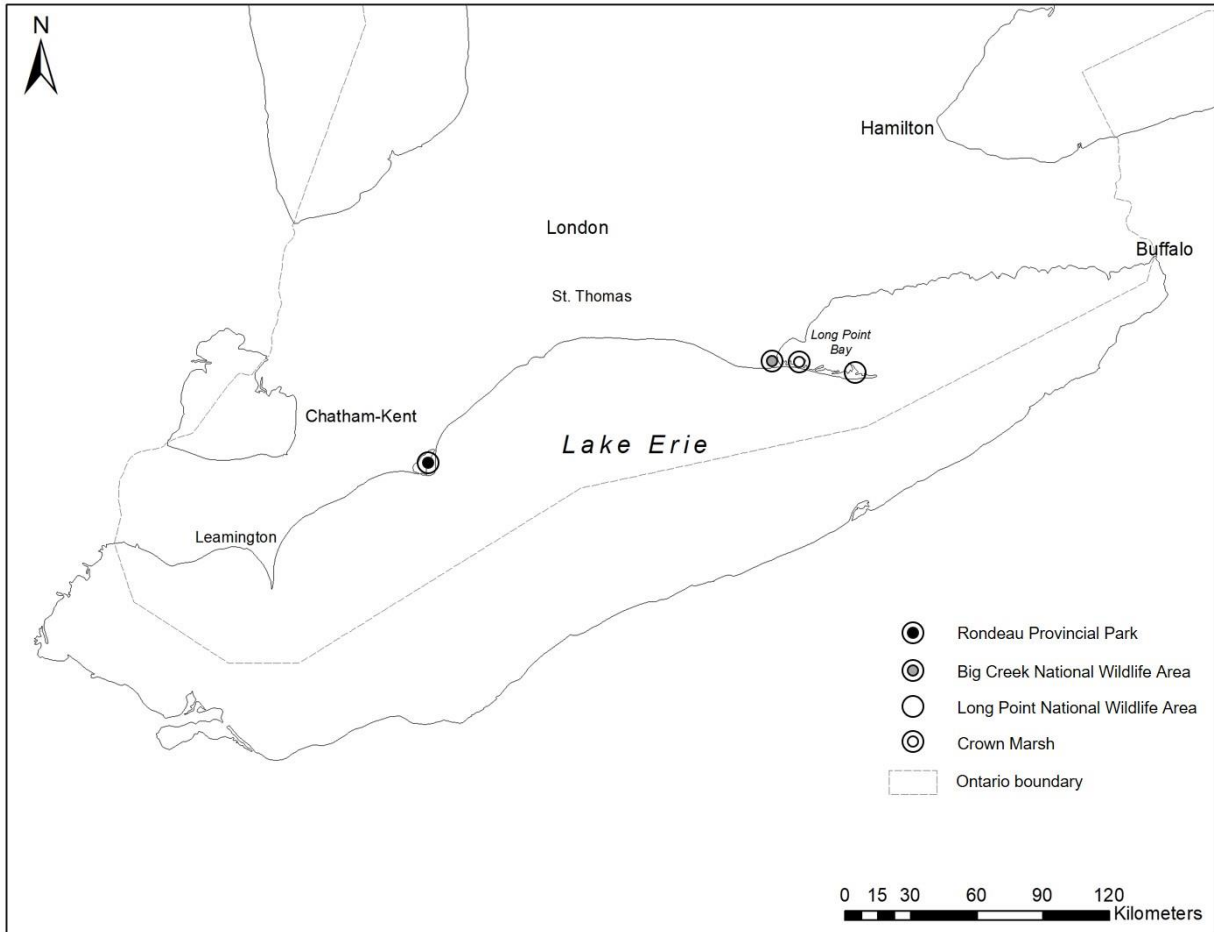 N
Hamilton
London
Buffalo
St. Thomas
Long Point
Bay
Chatham-Kent
Lake Erie
Leamington
Rondeau Provincial Park
Big Creek National Wildlife Area
Long Point National Wildlife Area
Crown Marsh
Ontario boundary
0 15 30 60 90 120
Kilometers